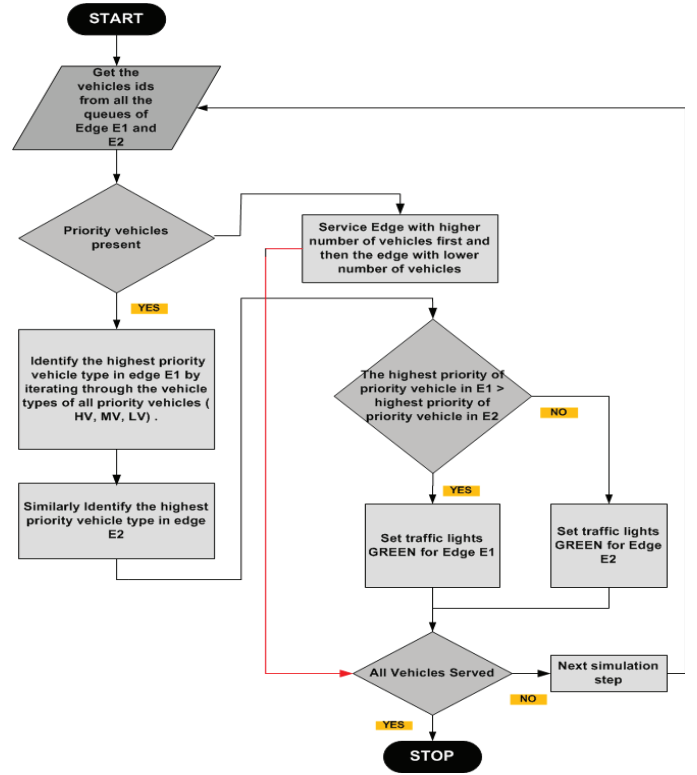 START
Get the
vehicles ids
from all the
queues of
Edge E1 and
E2
Priority vehicles
present
Service Edge with higher
number of vehicles first and
then the edge with lower
number of vehicles
YES
Identify the highest priority
vehicle type in edge E1 by
iterating through the vehicle
types of all priority vehicles (
HV, MV, LV) .
The highest priority of
priority vehicle in E1 >
highest priority of
priority vehicle in E2
NO
YES
Similarly Identify the highest
priority vehicle type in edge
E2
Set traffic lights
GREEN for Edge E1
Set traffic lights
GREEN for Edge
E2
All Vehicles Served
Next simulation
step
NO
YES
STOP